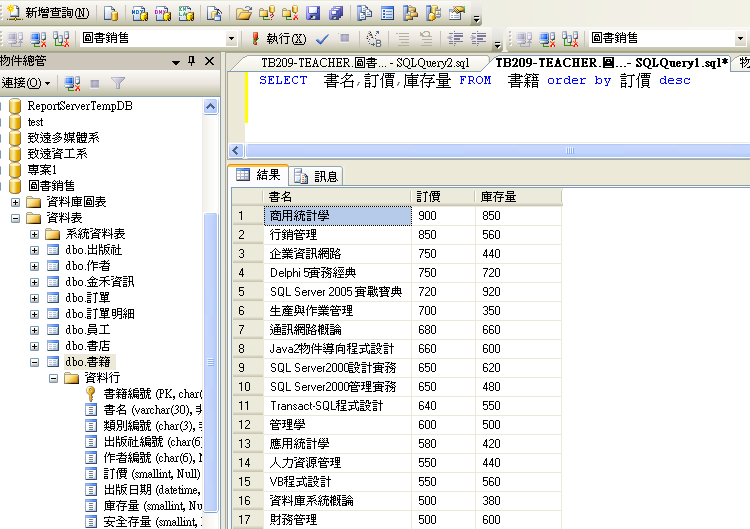 新增查詢(N)
圖書銷售
執行(X)
圖書銷售
物件總管
連接(O)
ReportServerTempDB
test
致遠多媒體系
致遠資工系
專案1
圖書銷售
資料庫圖表
資料表
系統資料表
dbo.出版社
dbo.作者
dbo.金禾資訊
dbo.訂單
dbo.訂單明細
dbo.員工
dbo.書店
dbo.書籍
資料行
書籍編號 (PK, char(
書名 (varchar(30), 非
類別編號 (char(3), 非
出版社編號 (char(6)
作者編號 (char(6), N
訂價 (smallint, Null)
出版日期 (datetime,
庫存量 (smallint, Nu
安全存量 (smallint,
TB209-TEACHER.圖書... - SQLQuery2.sql
TB209-TEACHER.圖...- SQLQuery1.sql*
物
SELECT 書名,訂價,庫存量 FROM 書籍 order by 訂價 desc
結果 訊息
書名 訂價 庫存量
1 商用統計學 900 850
2 行銷管理 850 560
3 企業資訊網路 750 440
4 Delphi 5實務經典 750 720
5 SQL Server 2005 實戰寶典 720 920
6 生產與作業管理 700 350
7 通訊網路概論 680 660
8 Java2物件導向程式設計 660 600
9 SQL Server2000設計實務 650 620
10 SQL Server2000管理實務 650 480
11 Transact-SQL程式設計 640 550
12 管理學 600 500
13 應用統計學 580 420
14 人力資源管理 550 440
15 VB程式設計 550 560
16 資料庫系統概論 500 380
17 財務管理 500 600